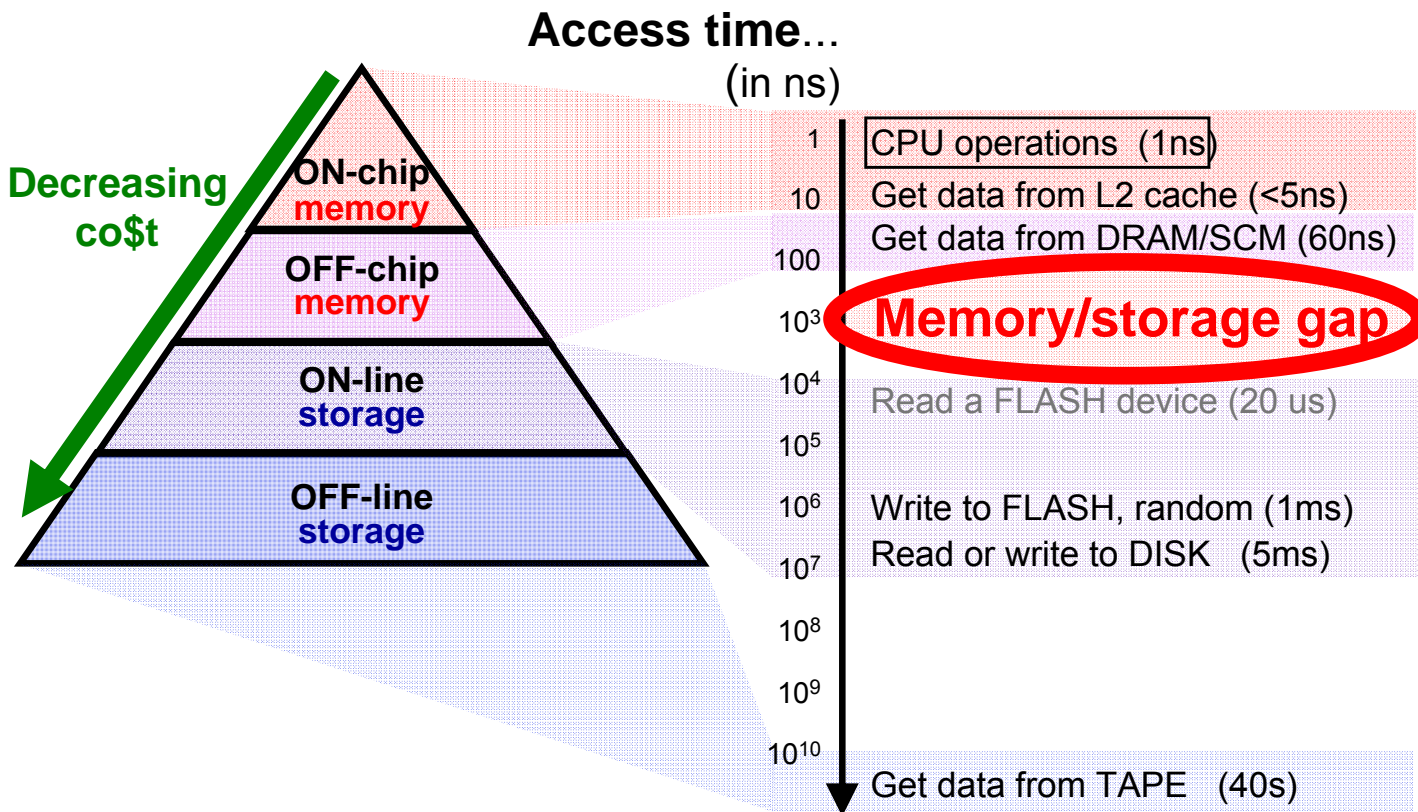 Access time...
(in ns)
Decreasing
co$t
ON-chip
memory
OFF-chip
memory
ON-line
storage
OFF-line
storage
1
CPU operations (1ns)
10
Get data from L2 cache (<5ns)
Get data from DRAM/SCM (60ns)
100
10³
Memory/storage gap
10⁴
Read a FLASH device (20 us)
10⁵
10⁶
Write to FLASH, random (1ms)
Read or write to DISK (5ms)
10⁷
10⁸
10⁹
10¹⁰
Get data from TAPE (40s)